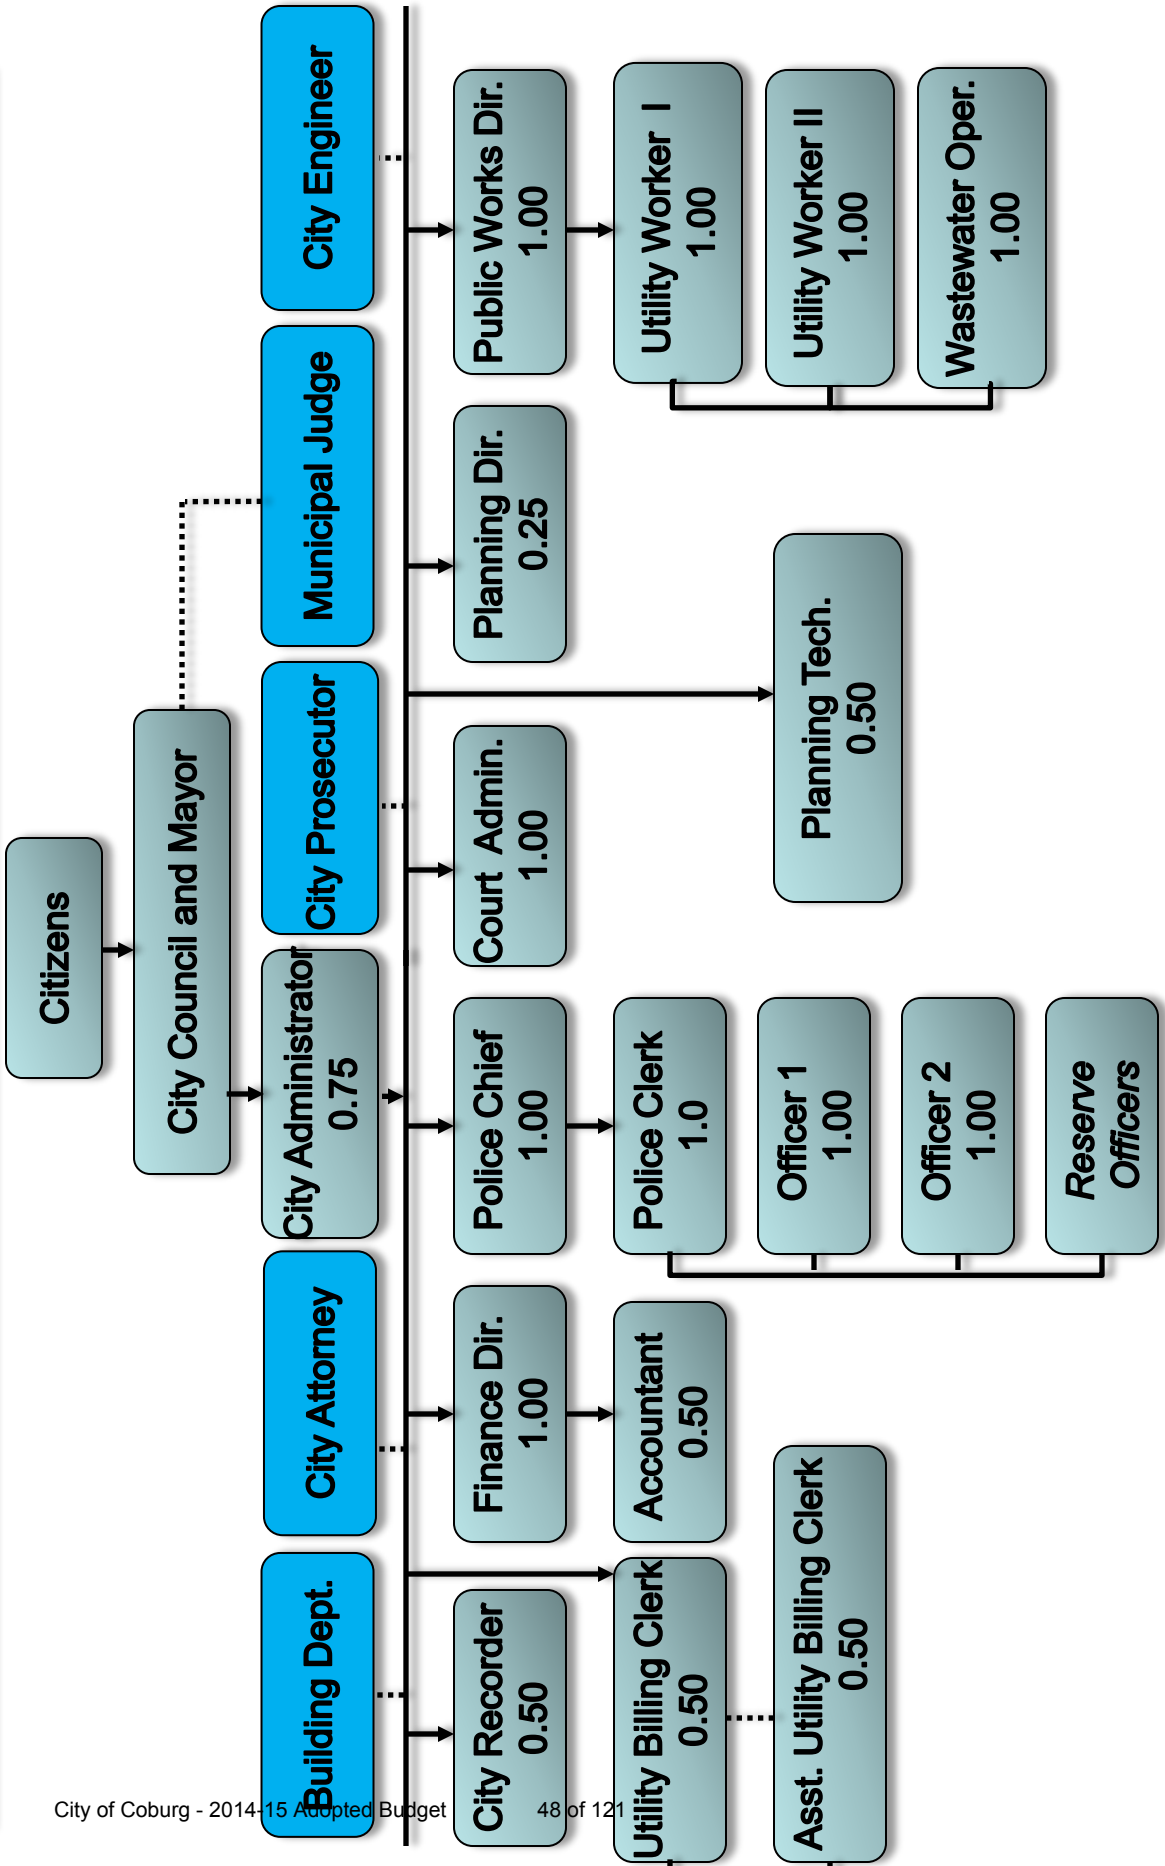 Citizens
City Council and Mayor
Building Dept.
City Attorney
City Administrator
0.75
City Prosecutor
Municipal Judge
City Engineer
City Recorder
0.50
Finance Dir.
1.00
Police Chief
1.00
Court  Admin.
1.00
Planning Dir.
0.25
Public Works Dir.
1.00
Utility Billing Clerk
0.50
Accountant
0.50
Police Clerk
1.0
Utility Worker  I
1.00
Asst. Utility Billing Clerk
0.50
Officer 1
1.00
Planning Tech.
0.50
Utility Worker II
1.00
Officer 2
1.00
Wastewater Oper.
1.00
Reserve
Officers
City of Coburg - 2014-15 Adopted Budget 48 of 121